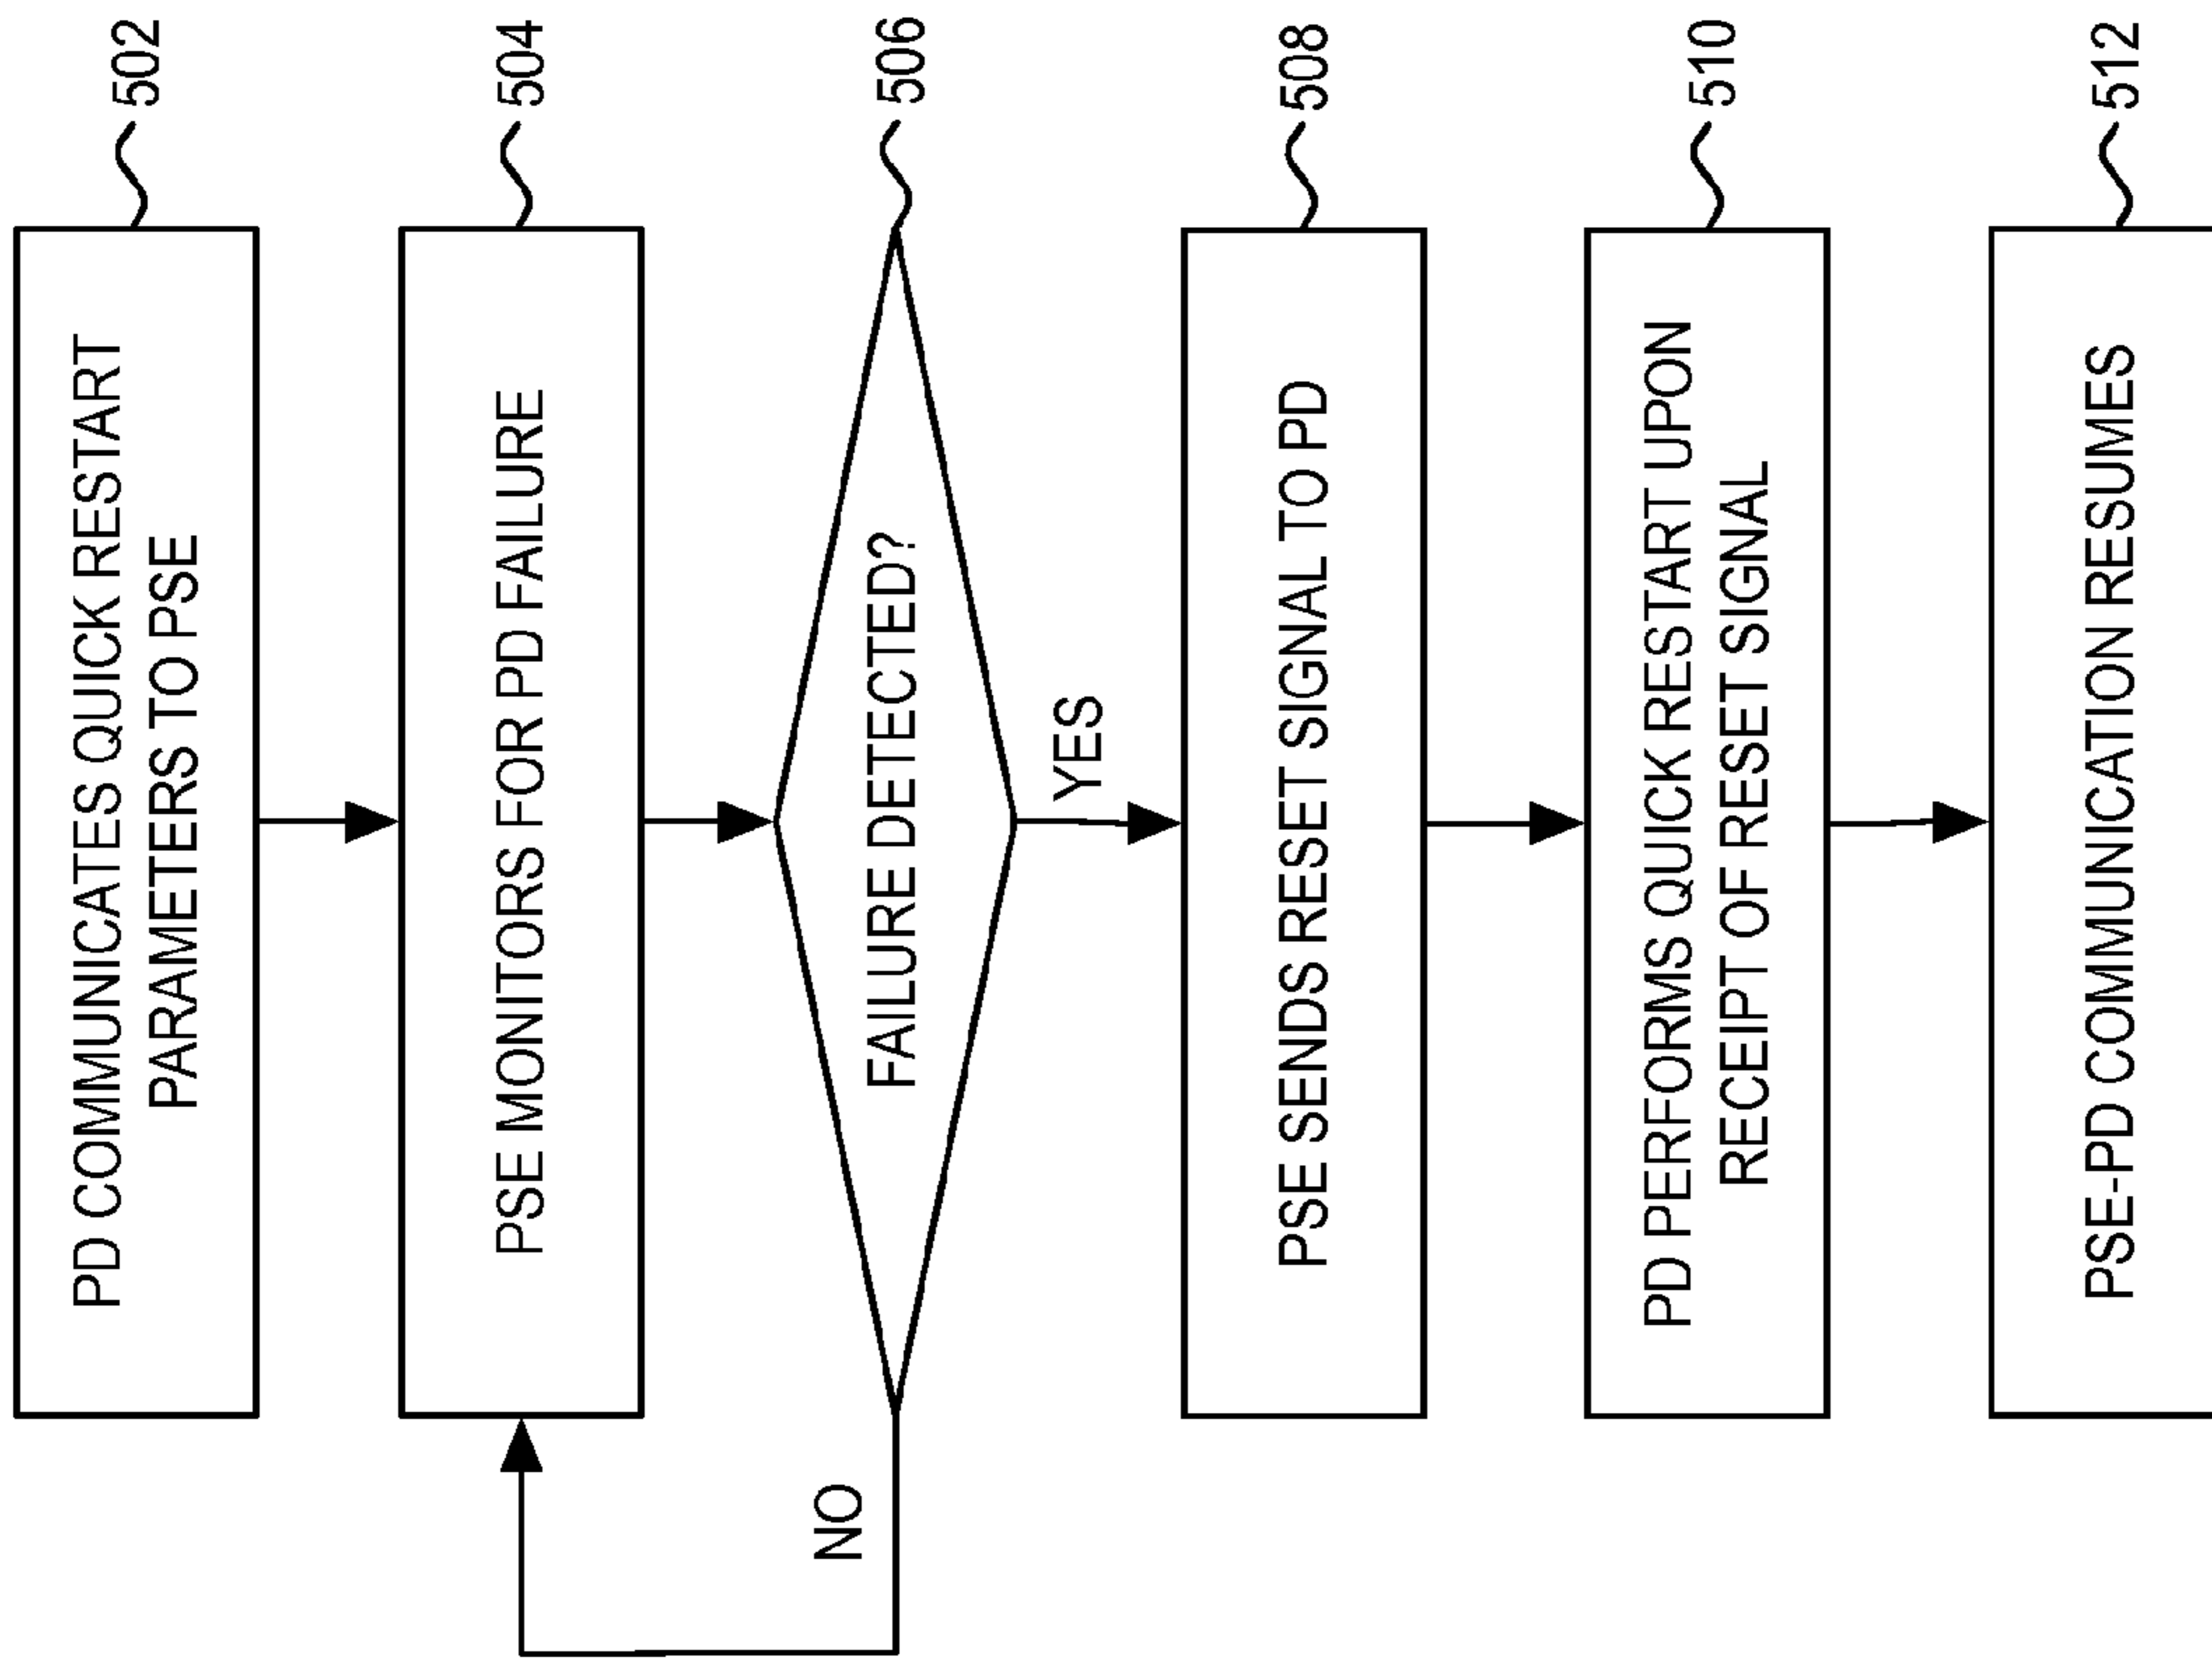 PD COMMUNICATES QUICK RESTART
PARAMETERS TO PSE
502
PSE MONITORS FOR PD FAILURE
504
FAILURE DETECTED?
506
NO
YES
PSE SENDS RESET SIGNAL TO PD
508
PD PERFORMS QUICK RESTART UPON
RECEIPT OF RESET SIGNAL
510
PSE-PD COMMUNICATION RESUMES
512